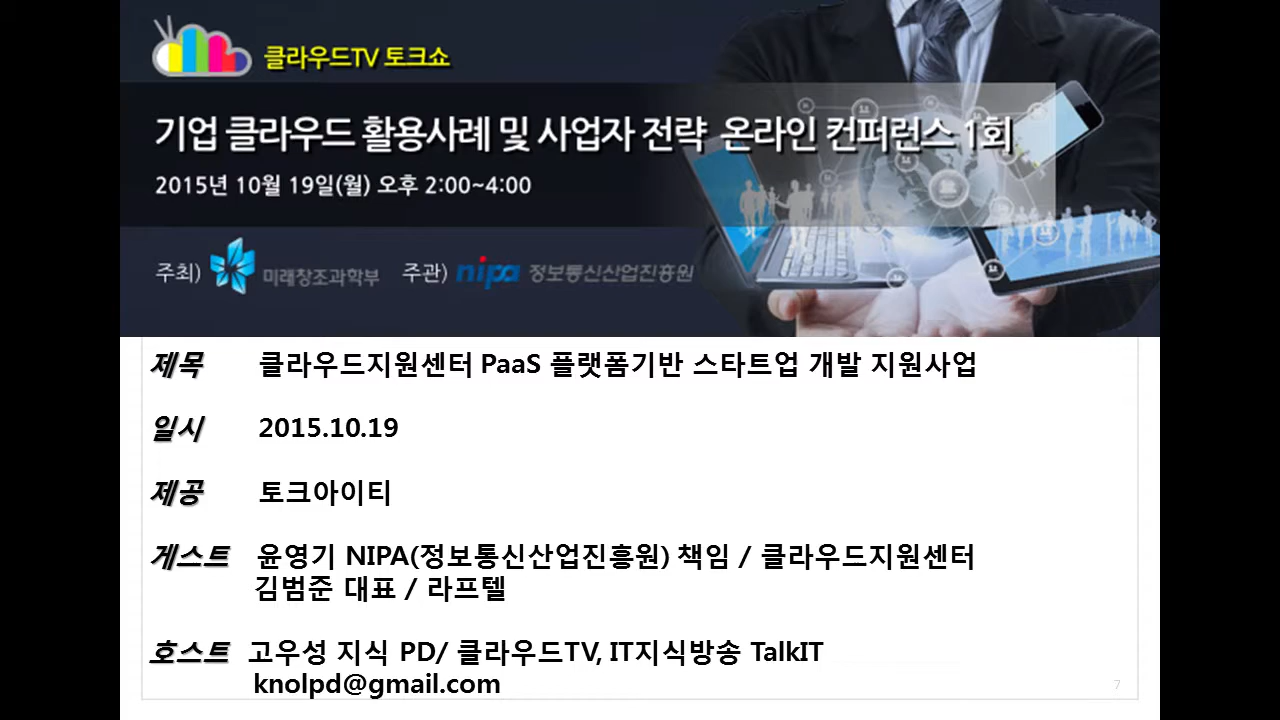 클라우드TV 토크쇼
기업 클라우드 활용사례 및 사업자 전략 온라인 컨퍼런스 1회
2015년 10월 19일(월) 오후 2:00~4:00
주최) 미래창조과학부 주관) nipa 정보통신산업진흥원
제목 클라우드지원센터 PaaS 플랫폼기반 스타트업 개발 지원사업
일시 2015.10.19
제공 토크아이티
게스트 윤영기 NIPA(정보통신산업진흥원) 책임 / 클라우드지원센터
김범준 대표 / 라프텔
호스트 고우성 지식 PD/ 클라우드TV, IT지식방송 TalkIT
knolpd@gmail.com
7